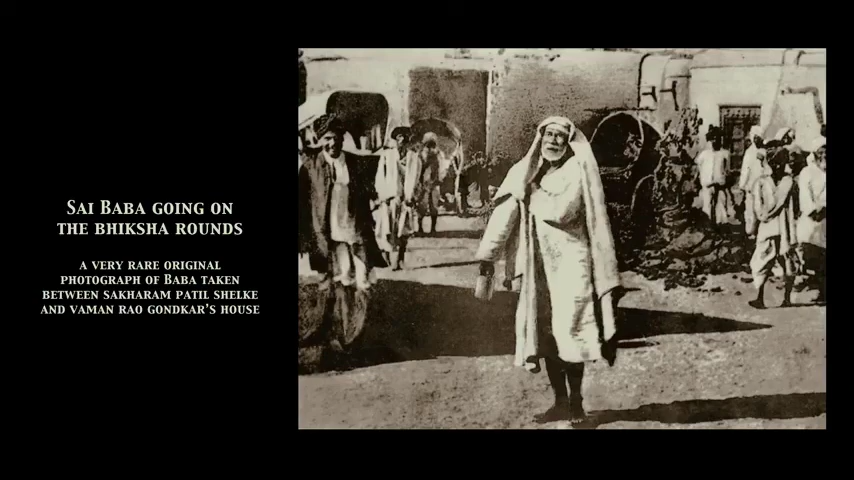 Sai Baba going on
the bhiksha rounds
a very rare original
photograph of Baba taken
between sakharam patil shelke
and vaman rao gondkar's house